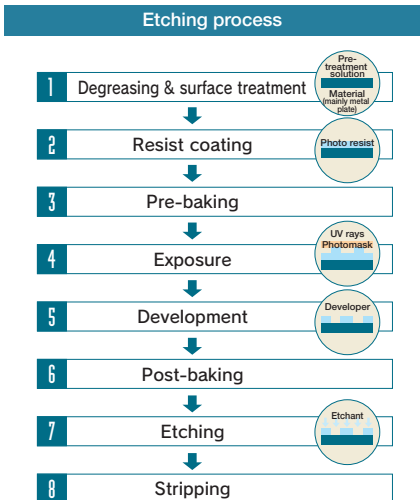 Etching process
1
Degreasing & surface treatment
Pre-
treatment
solution
Material
(mainly metal
plate)
2
Resist coating
Photo resist
3
Pre-baking
4
Exposure
UV rays
Photomask
5
Development
Developer
6
Post-baking
7
Etching
Etchant
8
Stripping